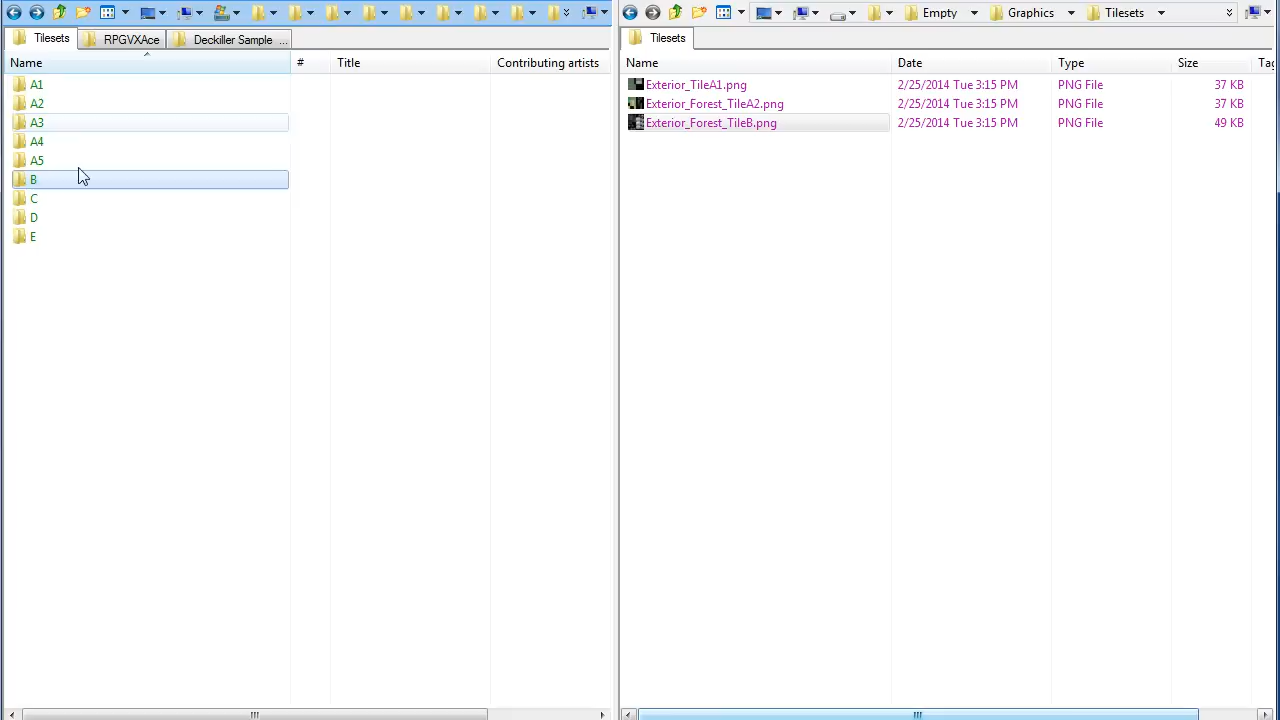 Empty Graphics Tilesets
Tilesets RPGVXAce Deckiller Sample ... Tilesets
Name # Title Contributing artists
Name Date Type Size Tag
A1
A2
A3
A4
A5
B
C
D
E
Exterior_TileA1.png 2/25/2014 Tue 3:15 PM PNG File 37 KB
Exterior_Forest_TileA2.png 2/25/2014 Tue 3:15 PM PNG File 37 KB
Exterior_Forest_TileB.png 2/25/2014 Tue 3:15 PM PNG File 49 KB